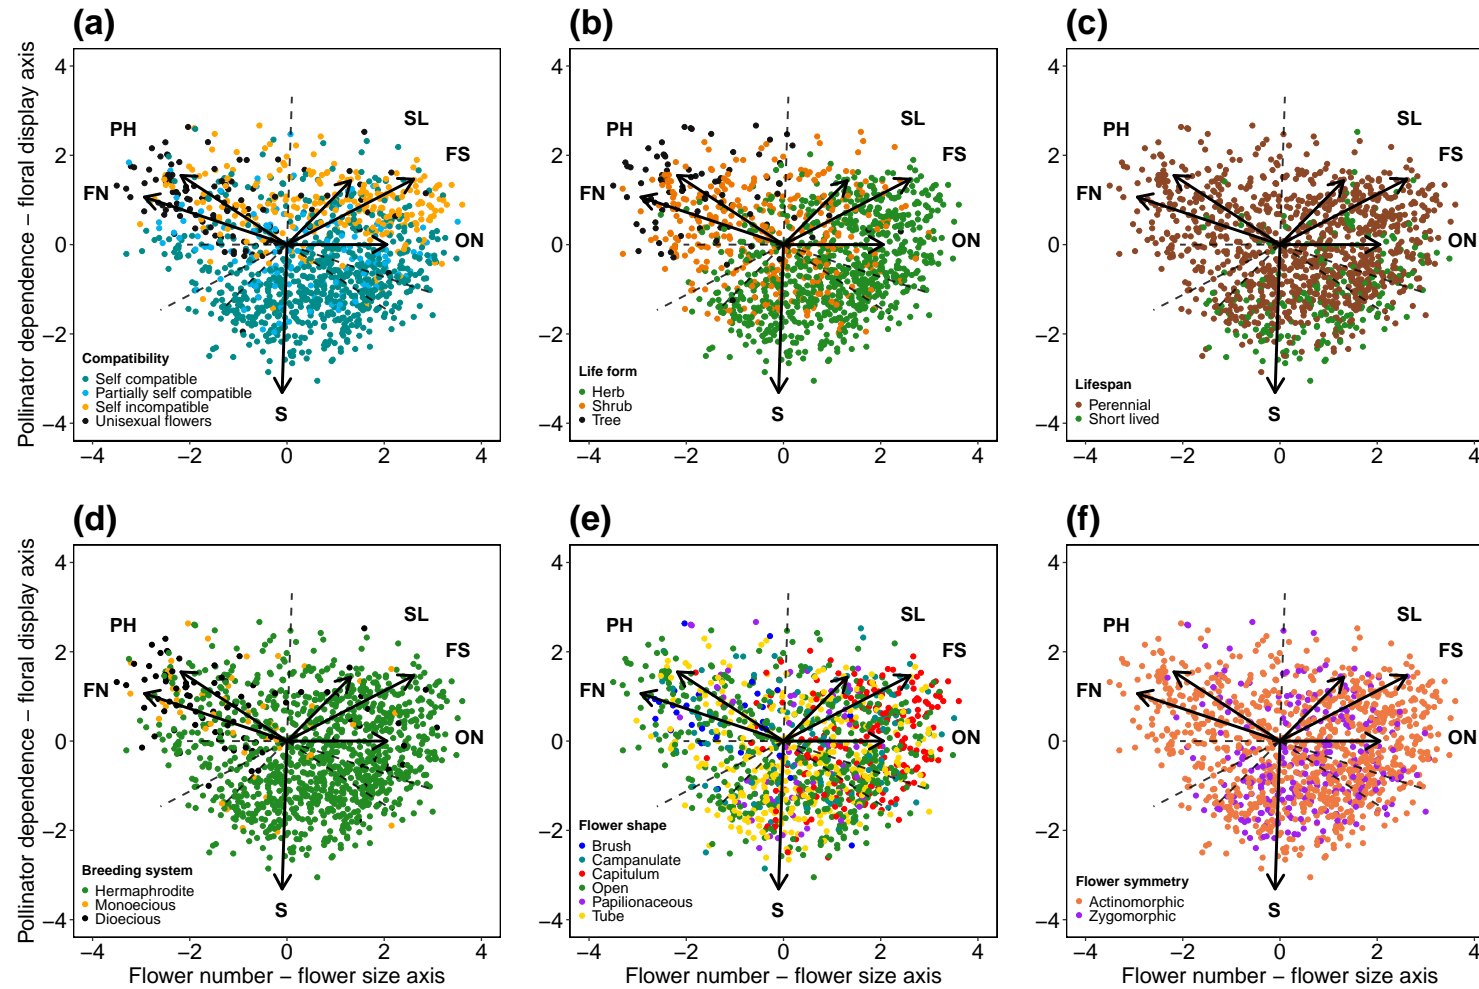 (a)
Pollinator dependence – floral display axis
4
2
0
−2
−4
PH
SL
FS
FN
ON
S
Compatibility
Self compatible
Partially self compatible
Self incompatible
Unisexual flowers
−4
−2
0
2
4
(b)
4
2
0
−2
−4
PH
SL
FS
FN
ON
S
Life form
Herb
Shrub
Tree
−4
−2
0
2
4
(c)
4
2
0
−2
−4
PH
SL
FS
FN
ON
S
Lifespan
Perennial
Short lived
−4
−2
0
2
4
(d)
Pollinator dependence – floral display axis
4
2
0
−2
−4
PH
SL
FS
FN
ON
S
Breeding system
Hermaphrodite
Monoecious
Dioecious
−4
−2
0
2
4
Flower number – flower size axis
(e)
4
2
0
−2
−4
PH
SL
FS
FN
ON
S
Flower shape
Brush
Campanulate
Capitulum
Open
Papilionaceous
Tube
−4
−2
0
2
4
Flower number – flower size axis
(f)
4
2
0
−2
−4
PH
SL
FS
FN
ON
S
Flower symmetry
Actinomorphic
Zygomorphic
−4
−2
0
2
4
Flower number – flower size axis